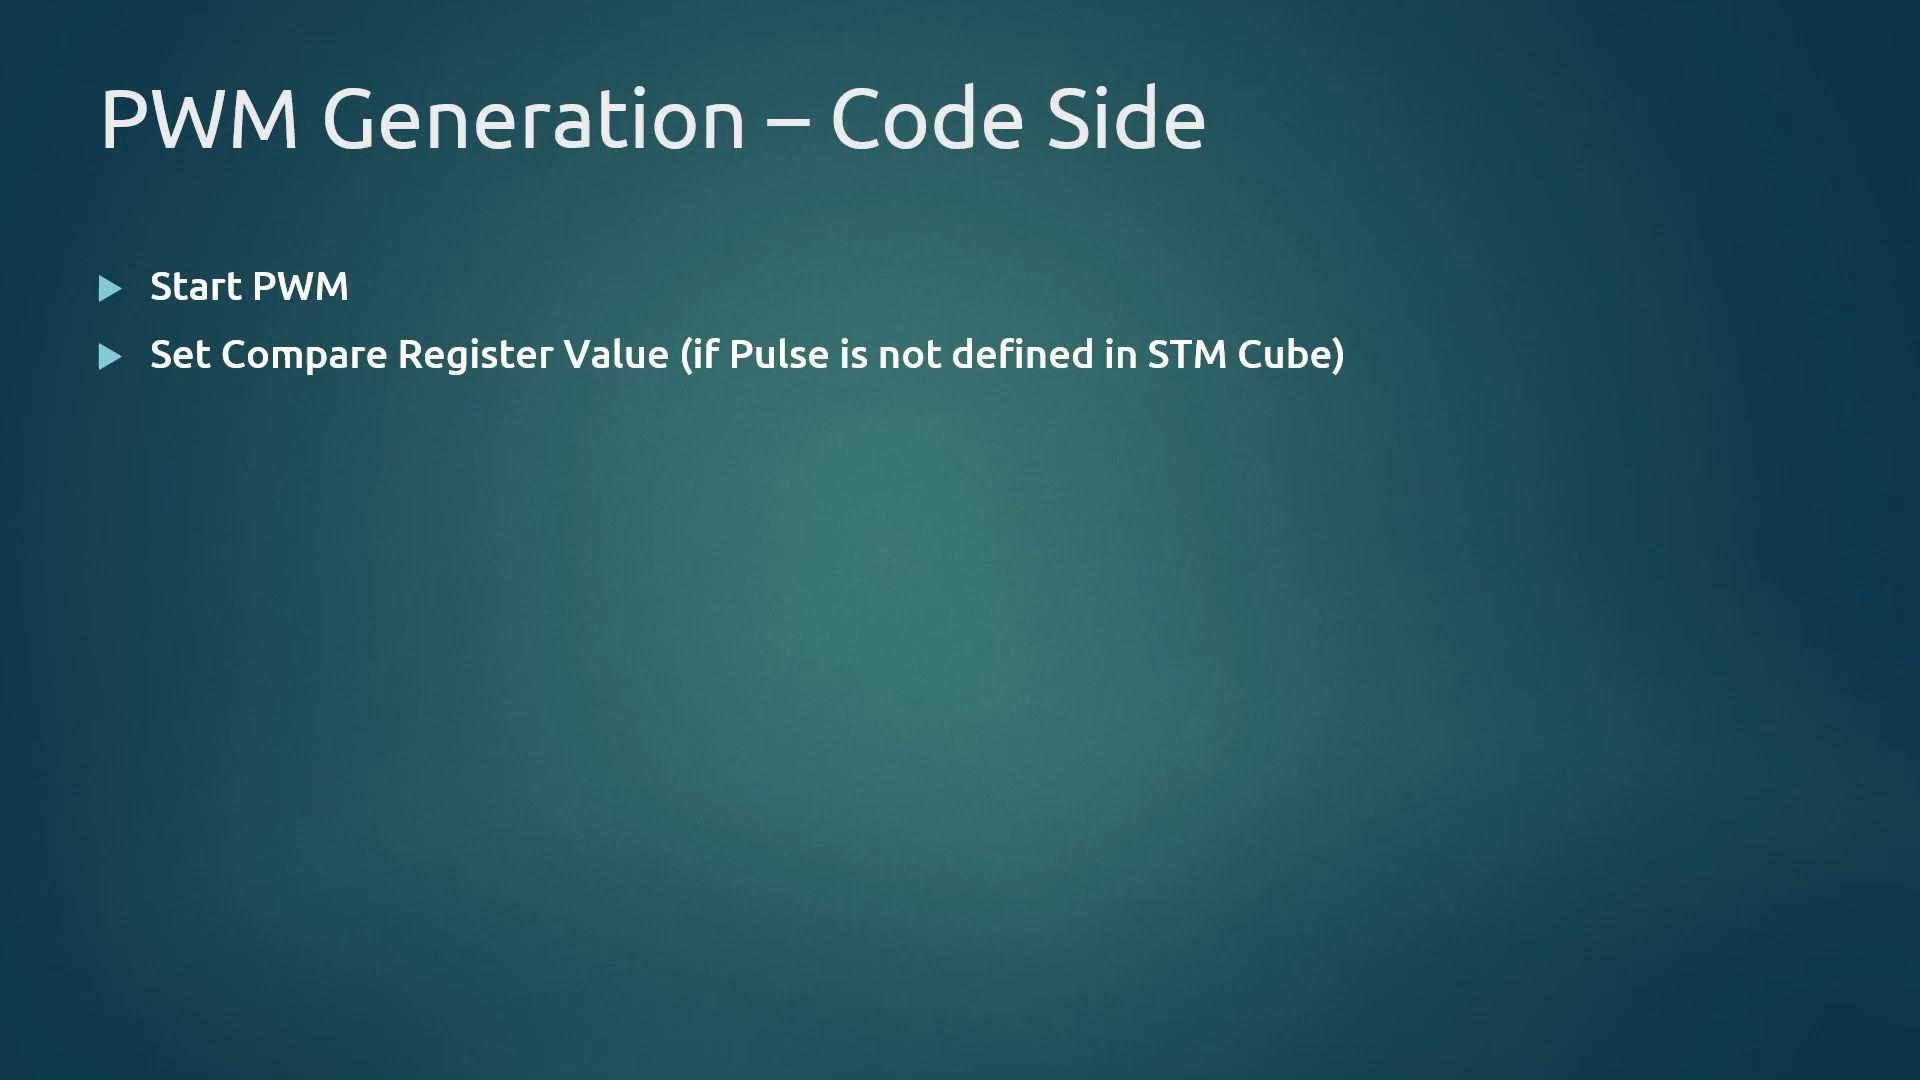 PWM Generation – Code Side
Start PWM
Set Compare Register Value (if Pulse is not defined in STM Cube)